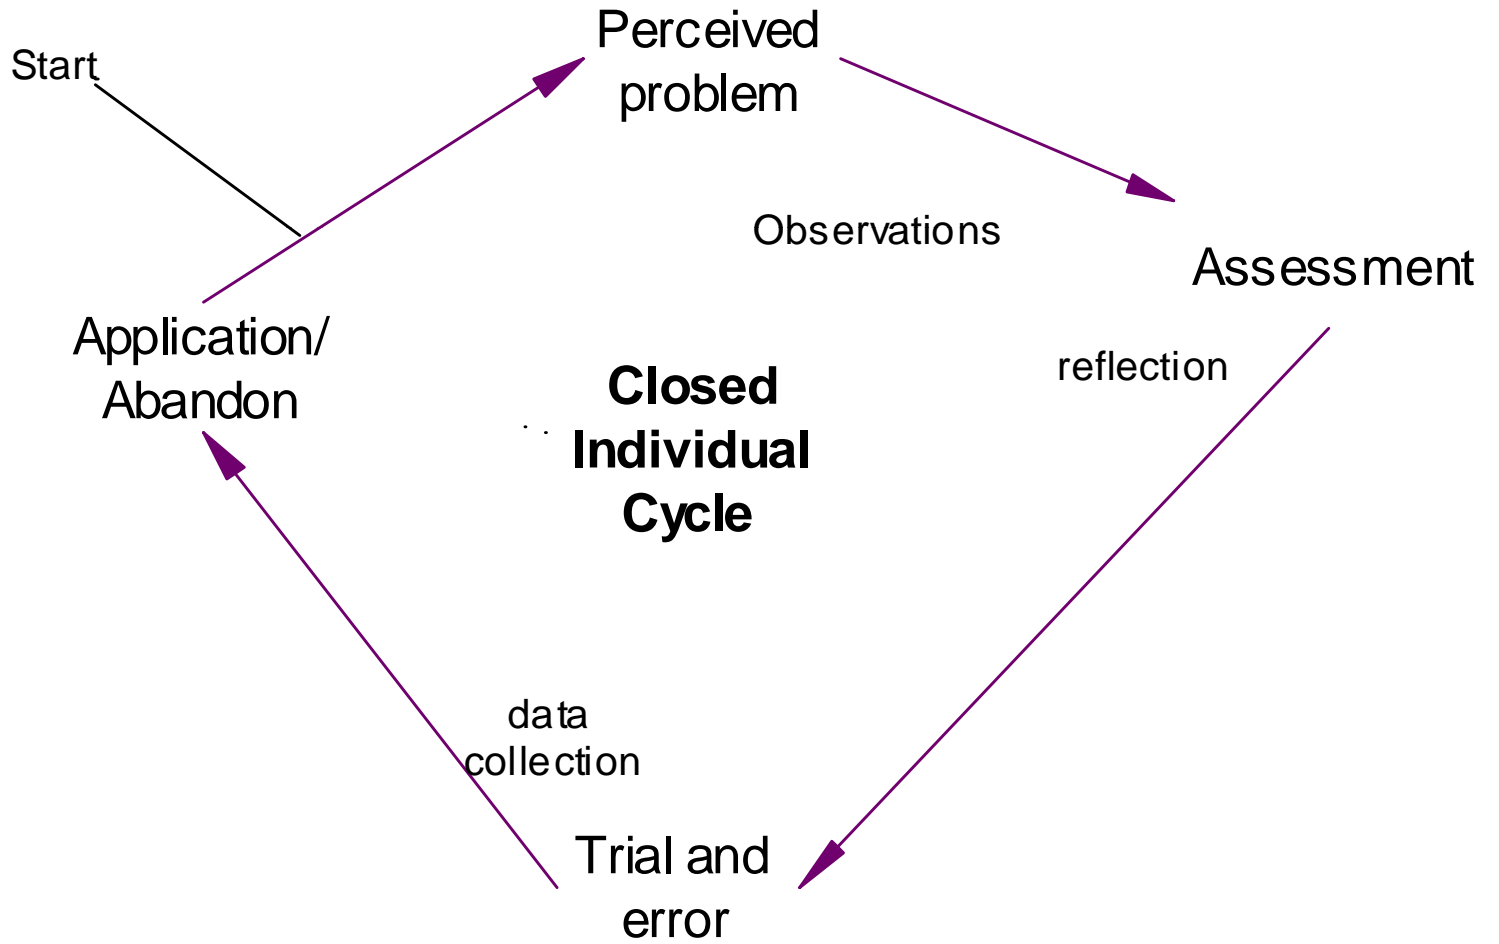 Start
Perceived
problem
Observations
Assessment
reflection
Application/
Abandon
Closed
Individual
Cycle
data
collection
Trial and
error